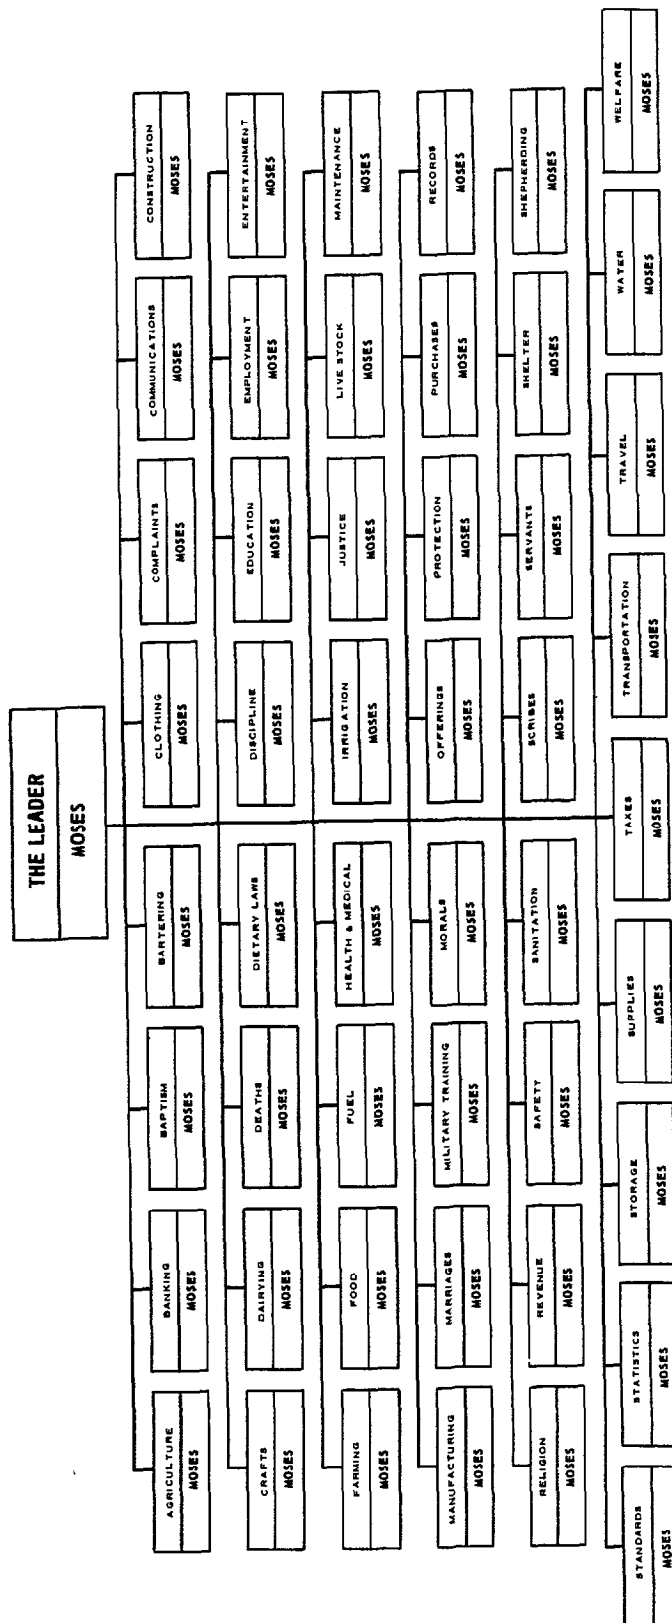 THE LEADER
MOSES
AGRICULTURE
MOSES
BANKING
MOSES
BAPTISM
MOSES
BARTERING
MOSES
CLOTHING
MOSES
COMPLAINTS
MOSES
COMMUNICATIONS
MOSES
CONSTRUCTION
MOSES
CRAFTS
MOSES
DAIRYING
MOSES
DEATHS
MOSES
DIETARY LAWS
MOSES
DISCIPLINE
MOSES
EDUCATION
MOSES
EMPLOYMENT
MOSES
ENTERTAINMENT
MOSES
FARMING
MOSES
FOOD
MOSES
FUEL
MOSES
HEALTH & MEDICAL
MOSES
IRRIGATION
MOSES
JUSTICE
MOSES
LIVE STOCK
MOSES
MAINTENANCE
MOSES
MANUFACTURING
MOSES
MARRIAGES
MOSES
MILITARY TRAINING
MOSES
MORALS
MOSES
OFFERINGS
MOSES
PROTECTION
MOSES
PURCHASES
MOSES
RECORDS
MOSES
RELIGION
MOSES
REVENUE
MOSES
SAFETY
MOSES
SANITATION
MOSES
SCRIBES
MOSES
SERVANTS
MOSES
SHELTER
MOSES
SHEPHERDING
MOSES
STANDARDS
MOSES
STATISTICS
MOSES
STORAGE
MOSES
SUPPLIES
MOSES
TAXES
MOSES
TRANSPORTATION
MOSES
TRAVEL
MOSES
WATER
MOSES
WELFARE
MOSES